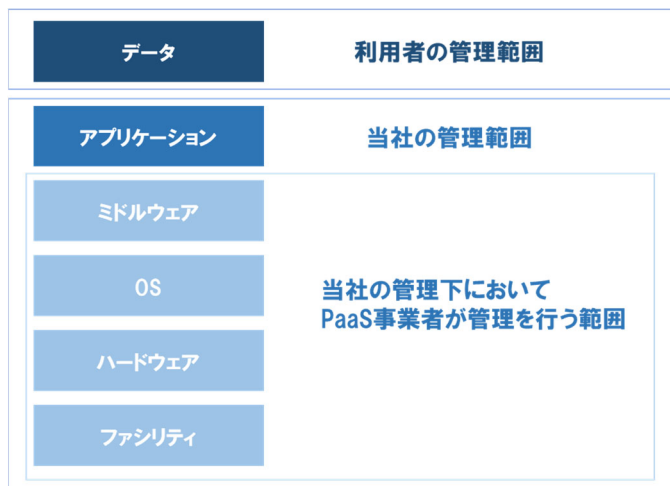 データ
利用者の管理範囲
アプリケーション
当社の管理範囲
ミドルウェア
OS
ハードウェア
ファシリティ
当社の管理下において
PaaS事業者が管理を行う範囲